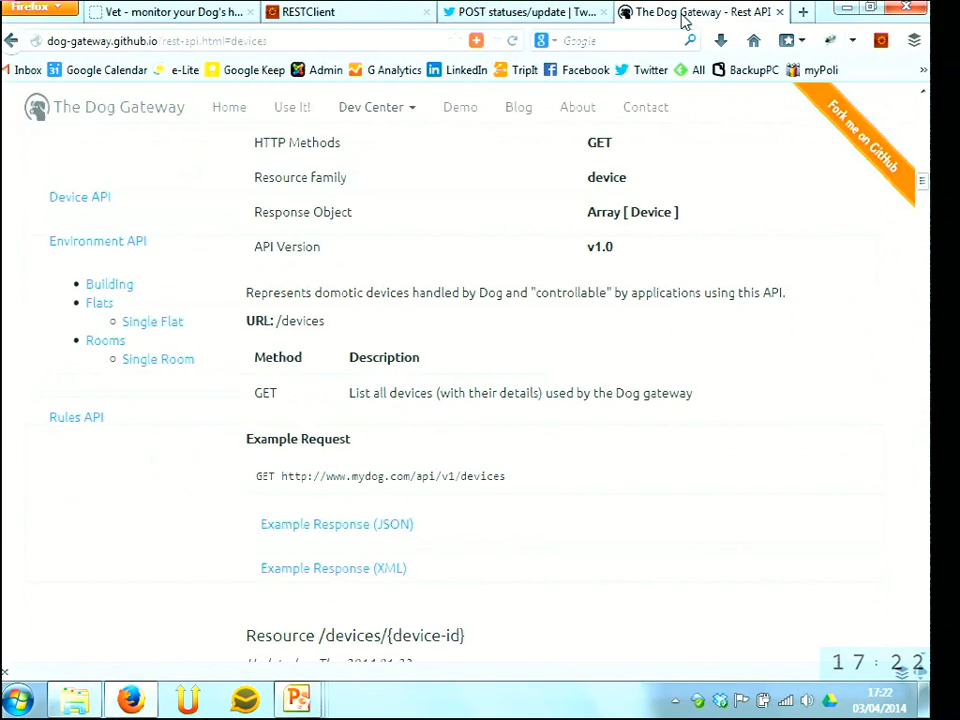 Firefox
Vet - monitor your Dog's h...
RESTClient
POST statuses/update | Tw...
The Dog Gateway - Rest API
dog-gateway.github.io/rest-api.html#devices
Google
Inbox
Google Calendar
e-Lite
Google Keep
Admin
G Analytics
LinkedIn
TripIt
Facebook
Twitter
All
BackupPC
myPoli
The Dog Gateway
Home
Use It!
Dev Center
Demo
Blog
About
Contact
Fork me on GitHub
HTTP Methods GET
Resource family device
Response Object Array [ Device ]
API Version v1.0
Device API
Environment API
Building
Flats
Single Flat
Rooms
Single Room
Rules API
Represents domotic devices handled by Dog and "controllable" by applications using this API.
URL: /devices
Method Description
GET List all devices (with their details) used by the Dog gateway
Example Request
GET http://www.mydog.com/api/v1/devices
Example Response (JSON)
Example Response (XML)
Resource /devices/{device-id}
17:22
17:22
03/04/2014